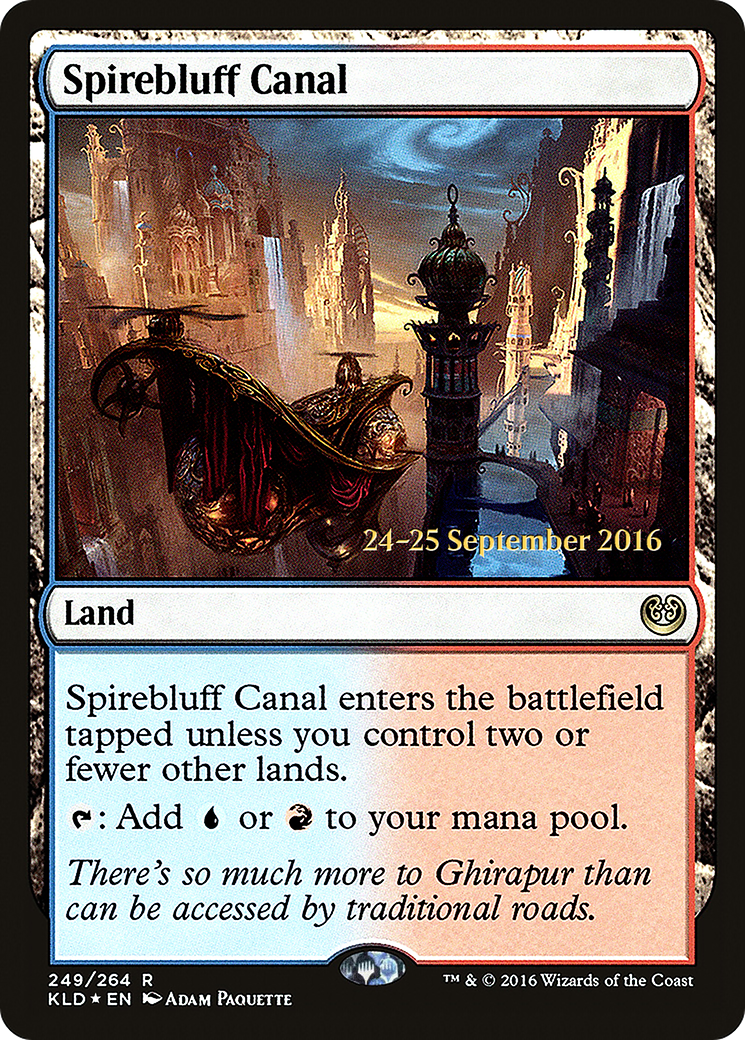 Spirebluff Canal
24–25 September 2016
Land
Spirebluff Canal enters the battlefield
tapped unless you control two or
fewer other lands.
: Add or to your mana pool.
There's so much more to Ghirapur than
can be accessed by traditional roads.
249/264 R
™ & © 2016 Wizards of the Coast
KLD ★ EN Adam Paquette